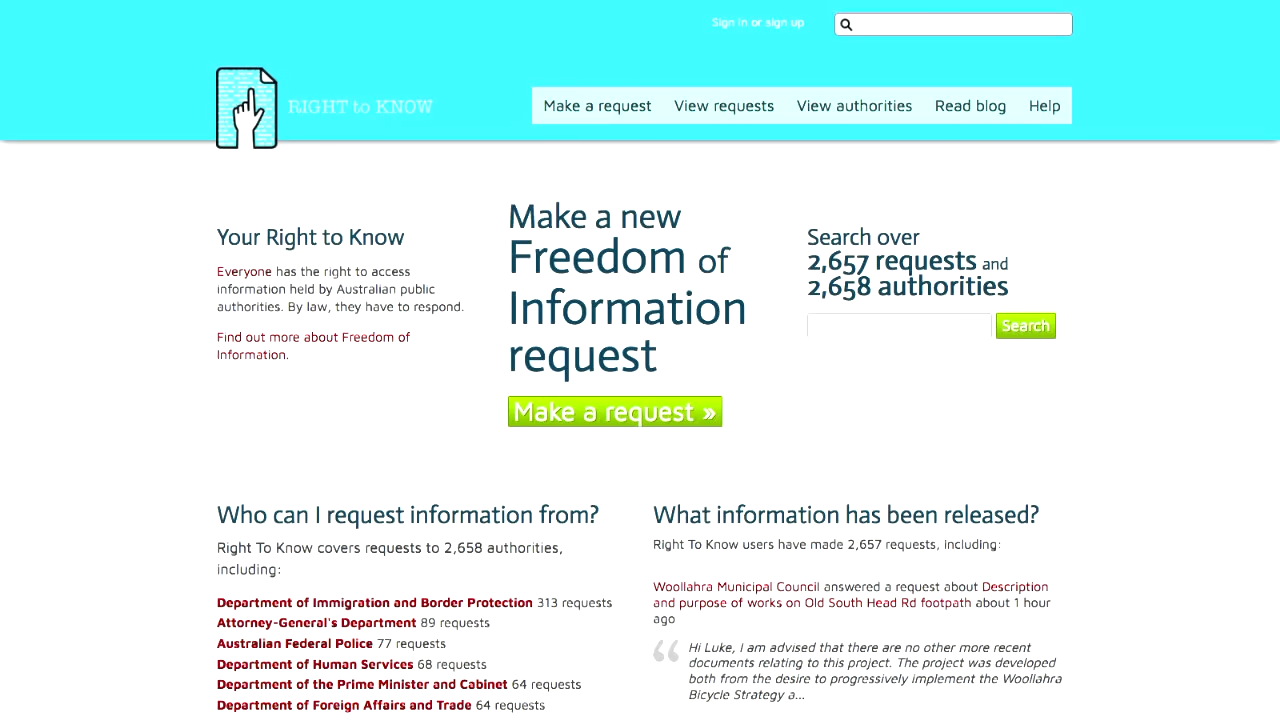 Sign in or sign up
RIGHT to KNOW
Make a request View requests View authorities Read blog Help
Your Right to Know
Everyone has the right to access
information held by Australian public
authorities. By law, they have to respond.
Find out more about Freedom of
Information.
Make a new
Freedom of
Information
request
Make a request »
Search over
2,657 requests and
2,658 authorities
Search
Who can I request information from?
Right To Know covers requests to 2,658 authorities,
including:
Department of Immigration and Border Protection 313 requests
Attorney-General's Department 89 requests
Australian Federal Police 77 requests
Department of Human Services 68 requests
Department of the Prime Minister and Cabinet 64 requests
Department of Foreign Affairs and Trade 64 requests
What information has been released?
Right To Know users have made 2,657 requests, including:
Woollahra Municipal Council answered a request about Description
and purpose of works on Old South Head Rd footpath about 1 hour
ago
Hi Luke, I am advised that there are no other more recent
documents relating to this project. The project was developed
both from the desire to progressively implement the Woollahra
Bicycle Strategy a...